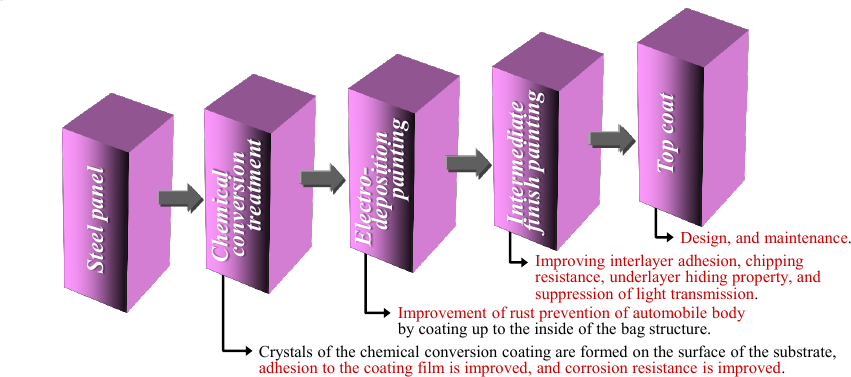 Steel panel
Chemical
conversion
treatment
Electro-
deposition
painting
Intermediate
finish painting
Top coat
Design, and maintenance.
Improving interlayer adhesion, chipping
resistance, underlayer hiding property, and
suppression of light transmission.
Improvement of rust prevention of automobile body
by coating up to the inside of the bag structure.
Crystals of the chemical conversion coating are formed on the surface of the substrate,
adhesion to the coating film is improved, and corrosion resistance is improved.